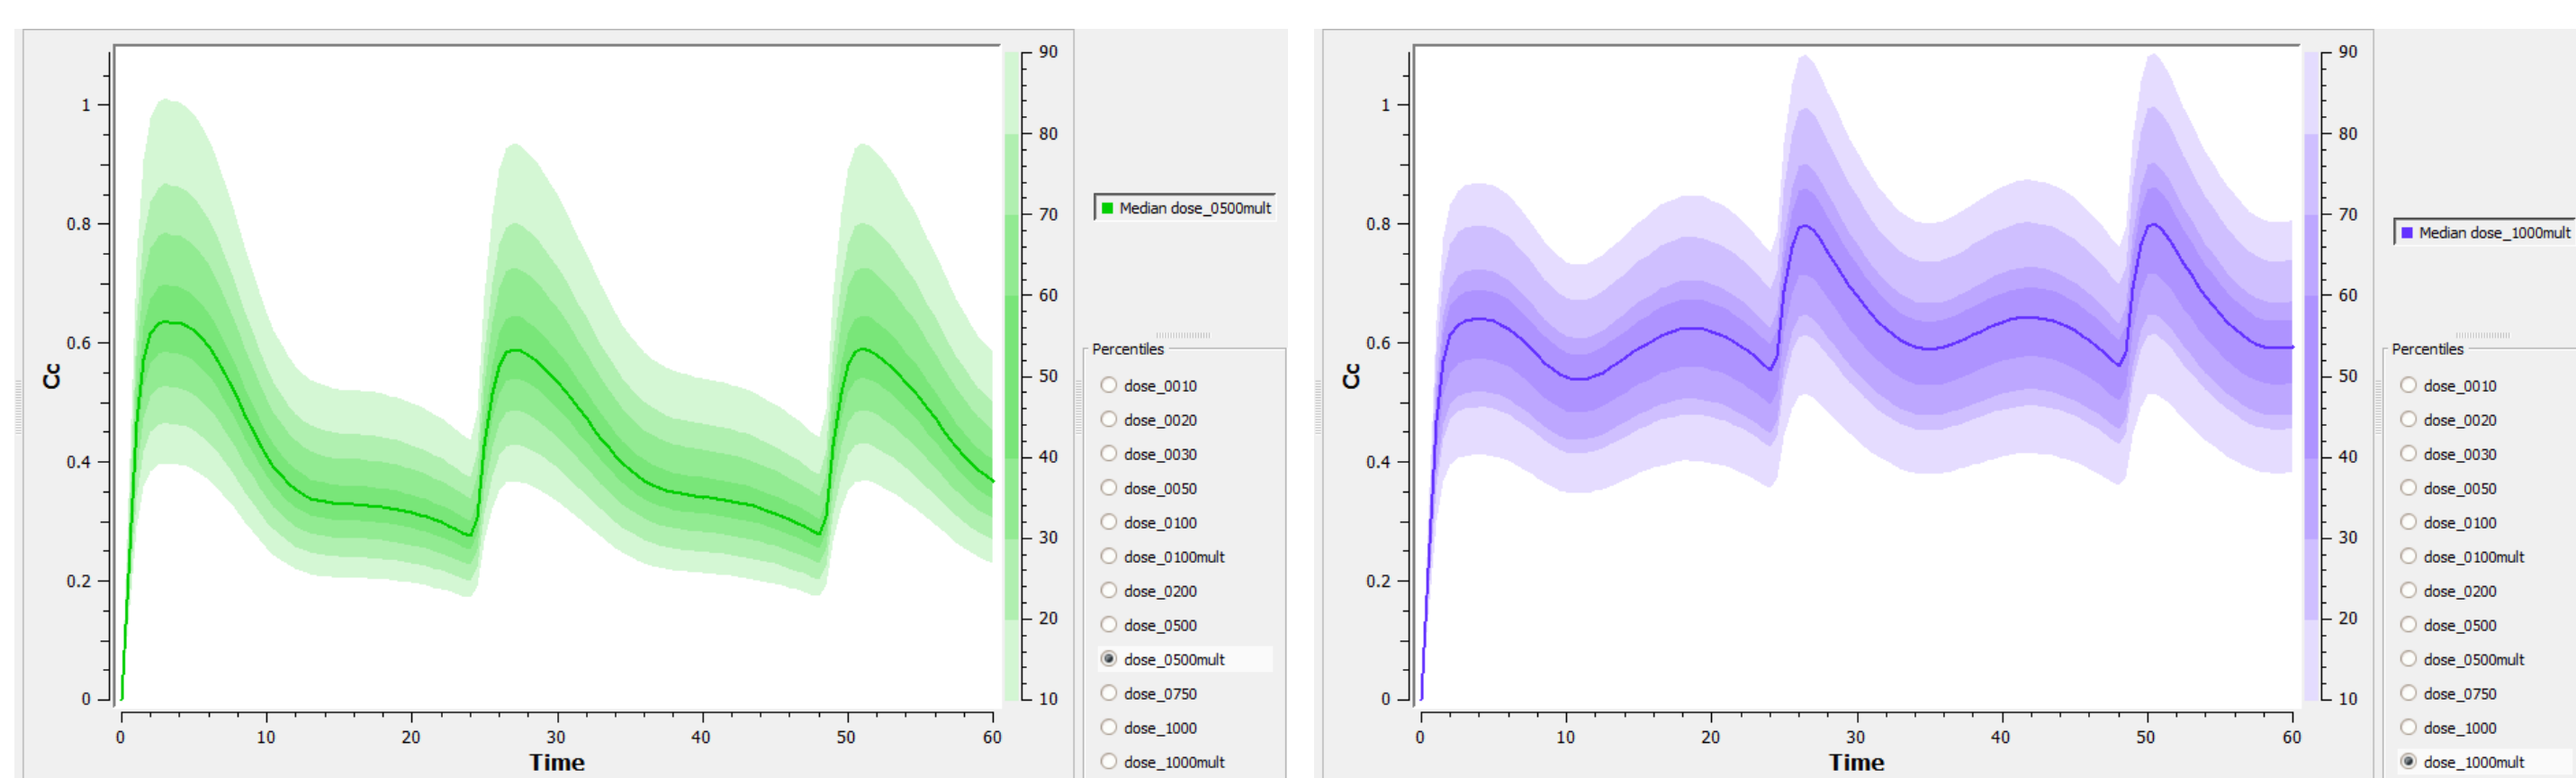 Cc
1
0.8
0.6
0.4
0.2
0
0 10 20 30 40 50 60
Time
90
80
70
60
50
40
30
20
10
Median dose_0500mult
Percentiles
dose_0010
dose_0020
dose_0030
dose_0050
dose_0100
dose_0100mult
dose_0200
dose_0500
dose_0500mult
dose_0750
dose_1000
dose_1000mult
Cc
1
0.8
0.6
0.4
0.2
0
0 10 20 30 40 50 60
Time
90
80
70
60
50
40
30
20
10
Median dose_1000mult
Percentiles
dose_0010
dose_0020
dose_0030
dose_0050
dose_0100
dose_0100mult
dose_0200
dose_0500
dose_0500mult
dose_0750
dose_1000
dose_1000mult